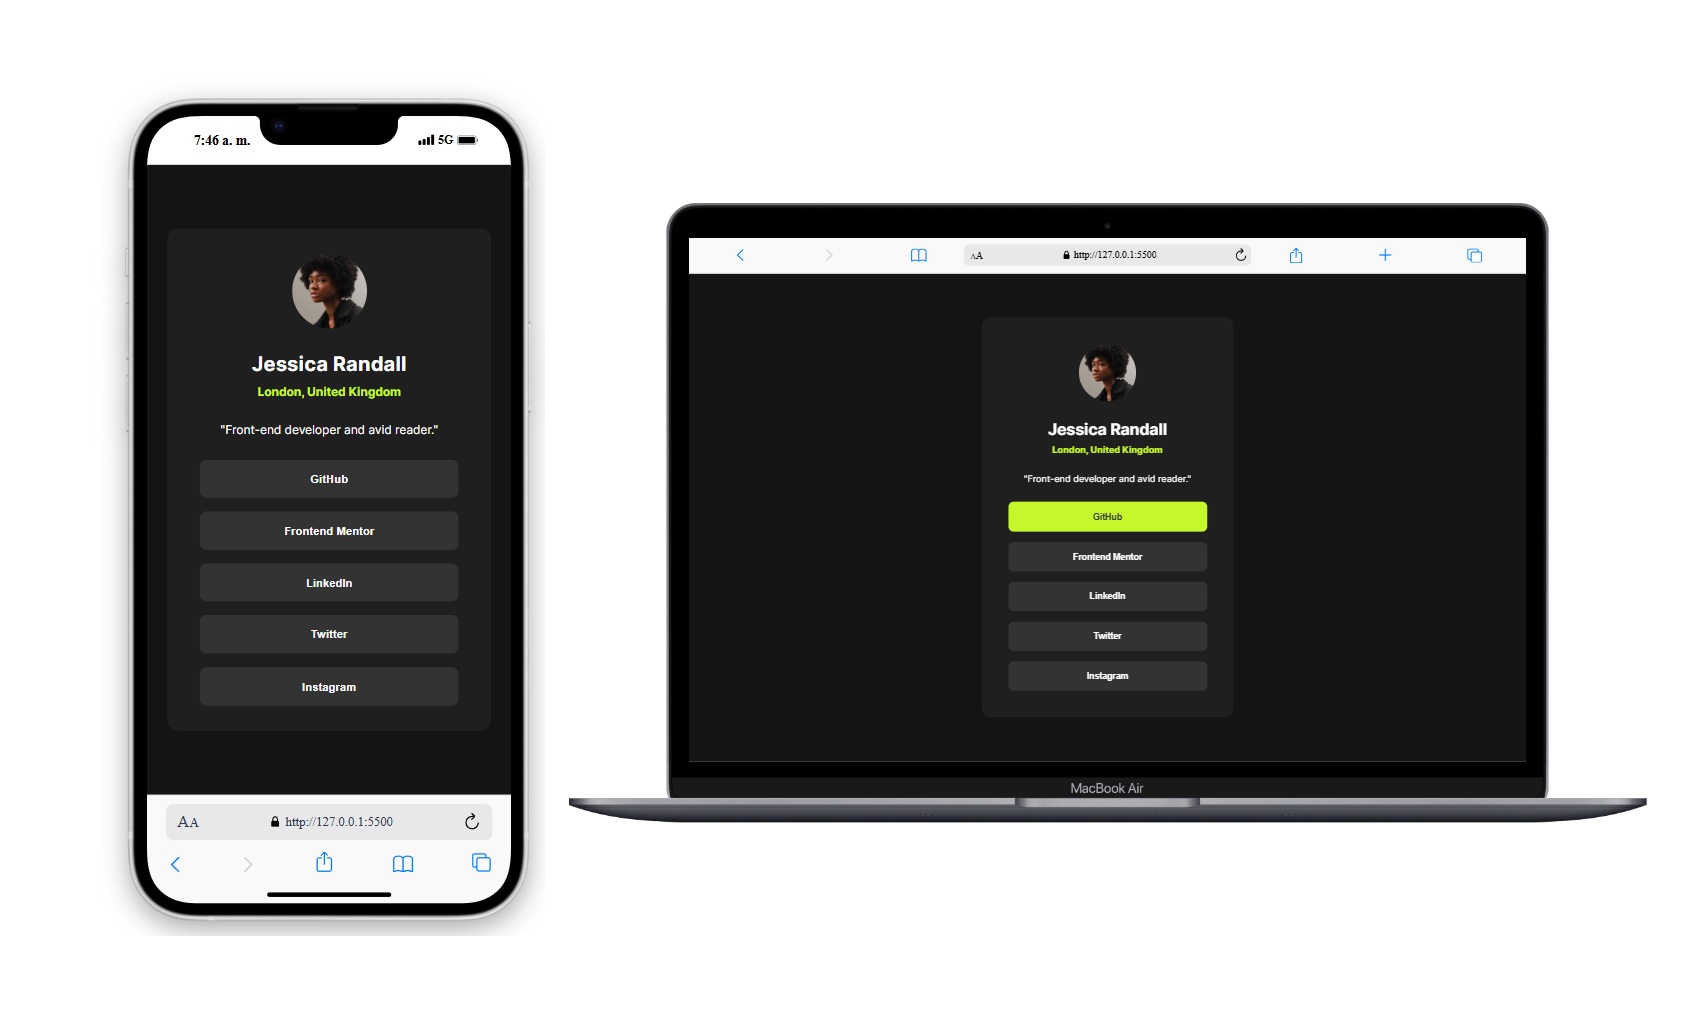 7:46 a. m.
5G
Jessica Randall
London, United Kingdom
"Front-end developer and avid reader."
GitHub
Frontend Mentor
LinkedIn
Twitter
Instagram
AA
http://127.0.0.1:5500
AA
http://127.0.0.1:5500
Jessica Randall
London, United Kingdom
"Front-end developer and avid reader."
GitHub
Frontend Mentor
LinkedIn
Twitter
Instagram
MacBook Air